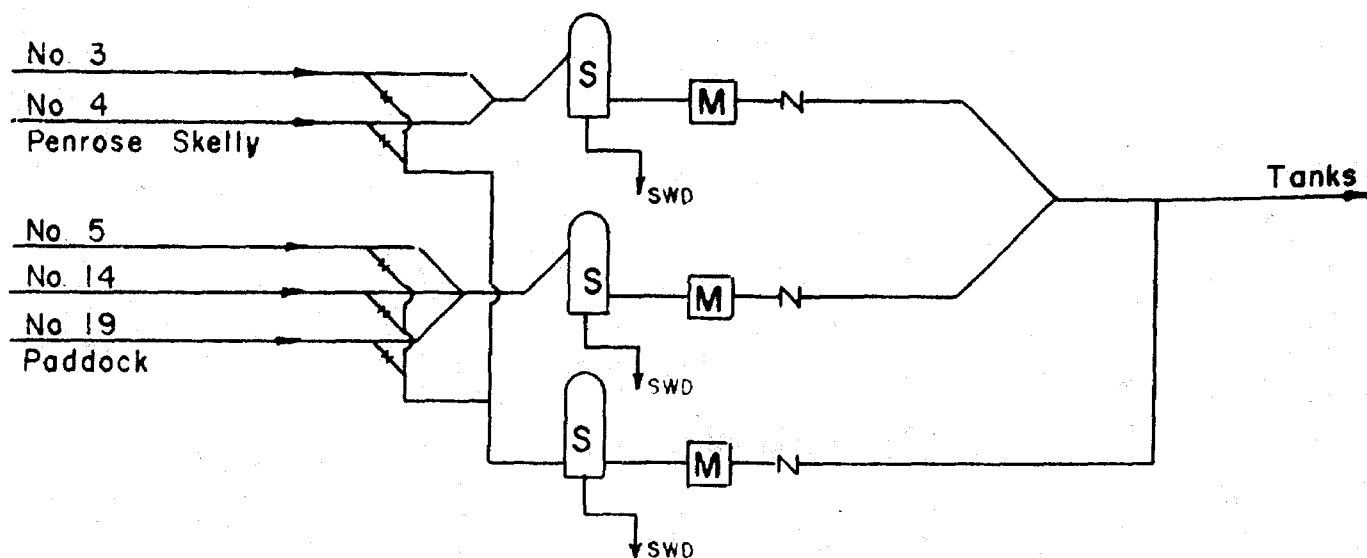 No. 3
No. 4
Penrose Skelly
S
M
N
SWD
Tanks
No. 5
No. 14
No. 19
Paddock
S
M
N
SWD
S
M
N
SWD